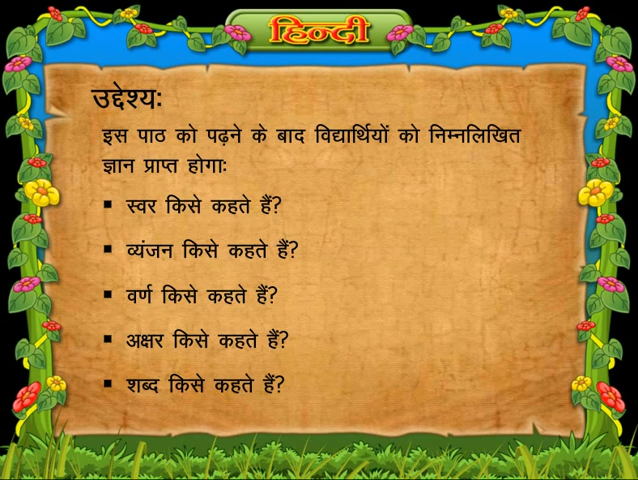 हिन्दी
उद्देश्यः
इस पाठ को पढ़ने के बाद विद्यार्थियों को निम्नलिखित
ज्ञान प्राप्त होगाः
▪ स्वर किसे कहते हैं?
▪ व्यंजन किसे कहते हैं?
▪ वर्ण किसे कहते हैं?
▪ अक्षर किसे कहते हैं?
▪ शब्द किसे कहते हैं?